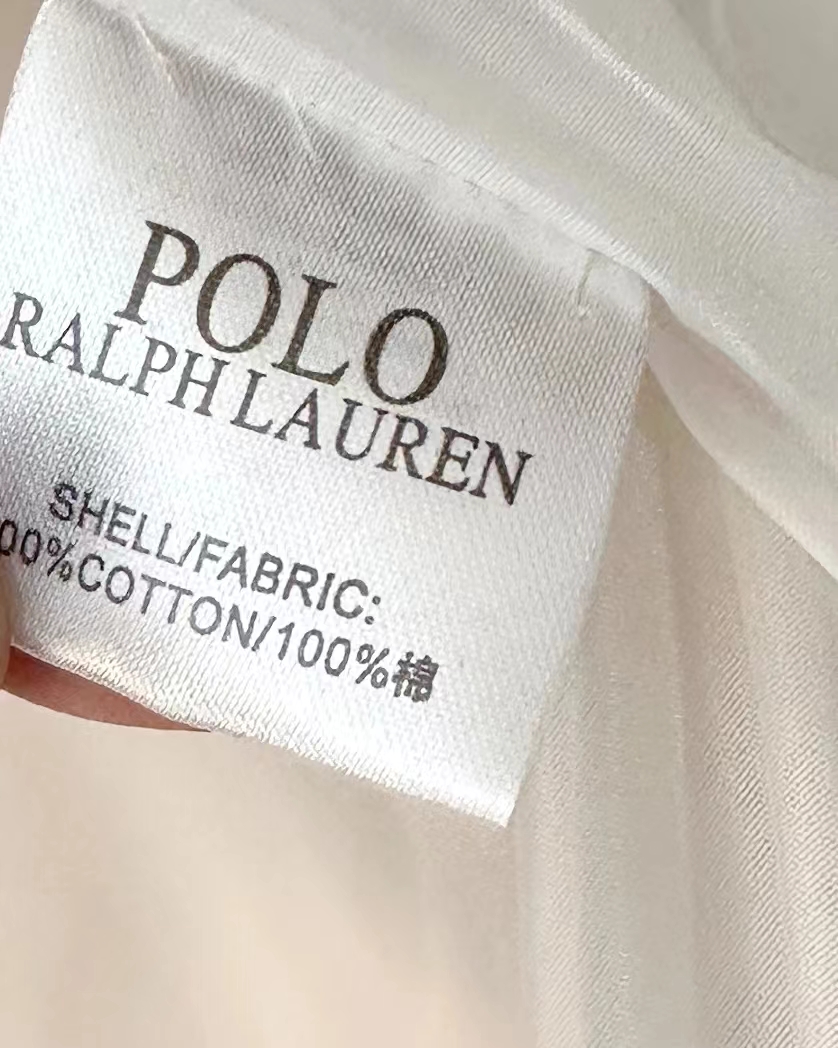 POLO
RALPH LAUREN
SHELL/FABRIC:
00%COTTON/100%棉